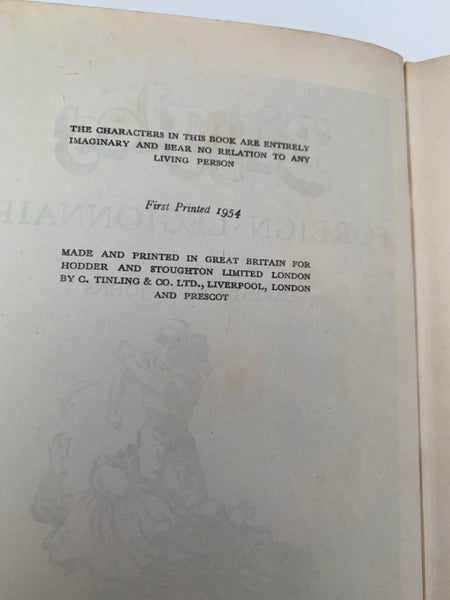 THE CHARACTERS IN THIS BOOK ARE ENTIRELY
IMAGINARY AND BEAR NO RELATION TO ANY
LIVING PERSON
First Printed 1954
MADE AND PRINTED IN GREAT BRITAIN FOR
HODDER AND STOUGHTON LIMITED LONDON
BY C. TINLING & CO. LTD., LIVERPOOL, LONDON
AND PRESCOT